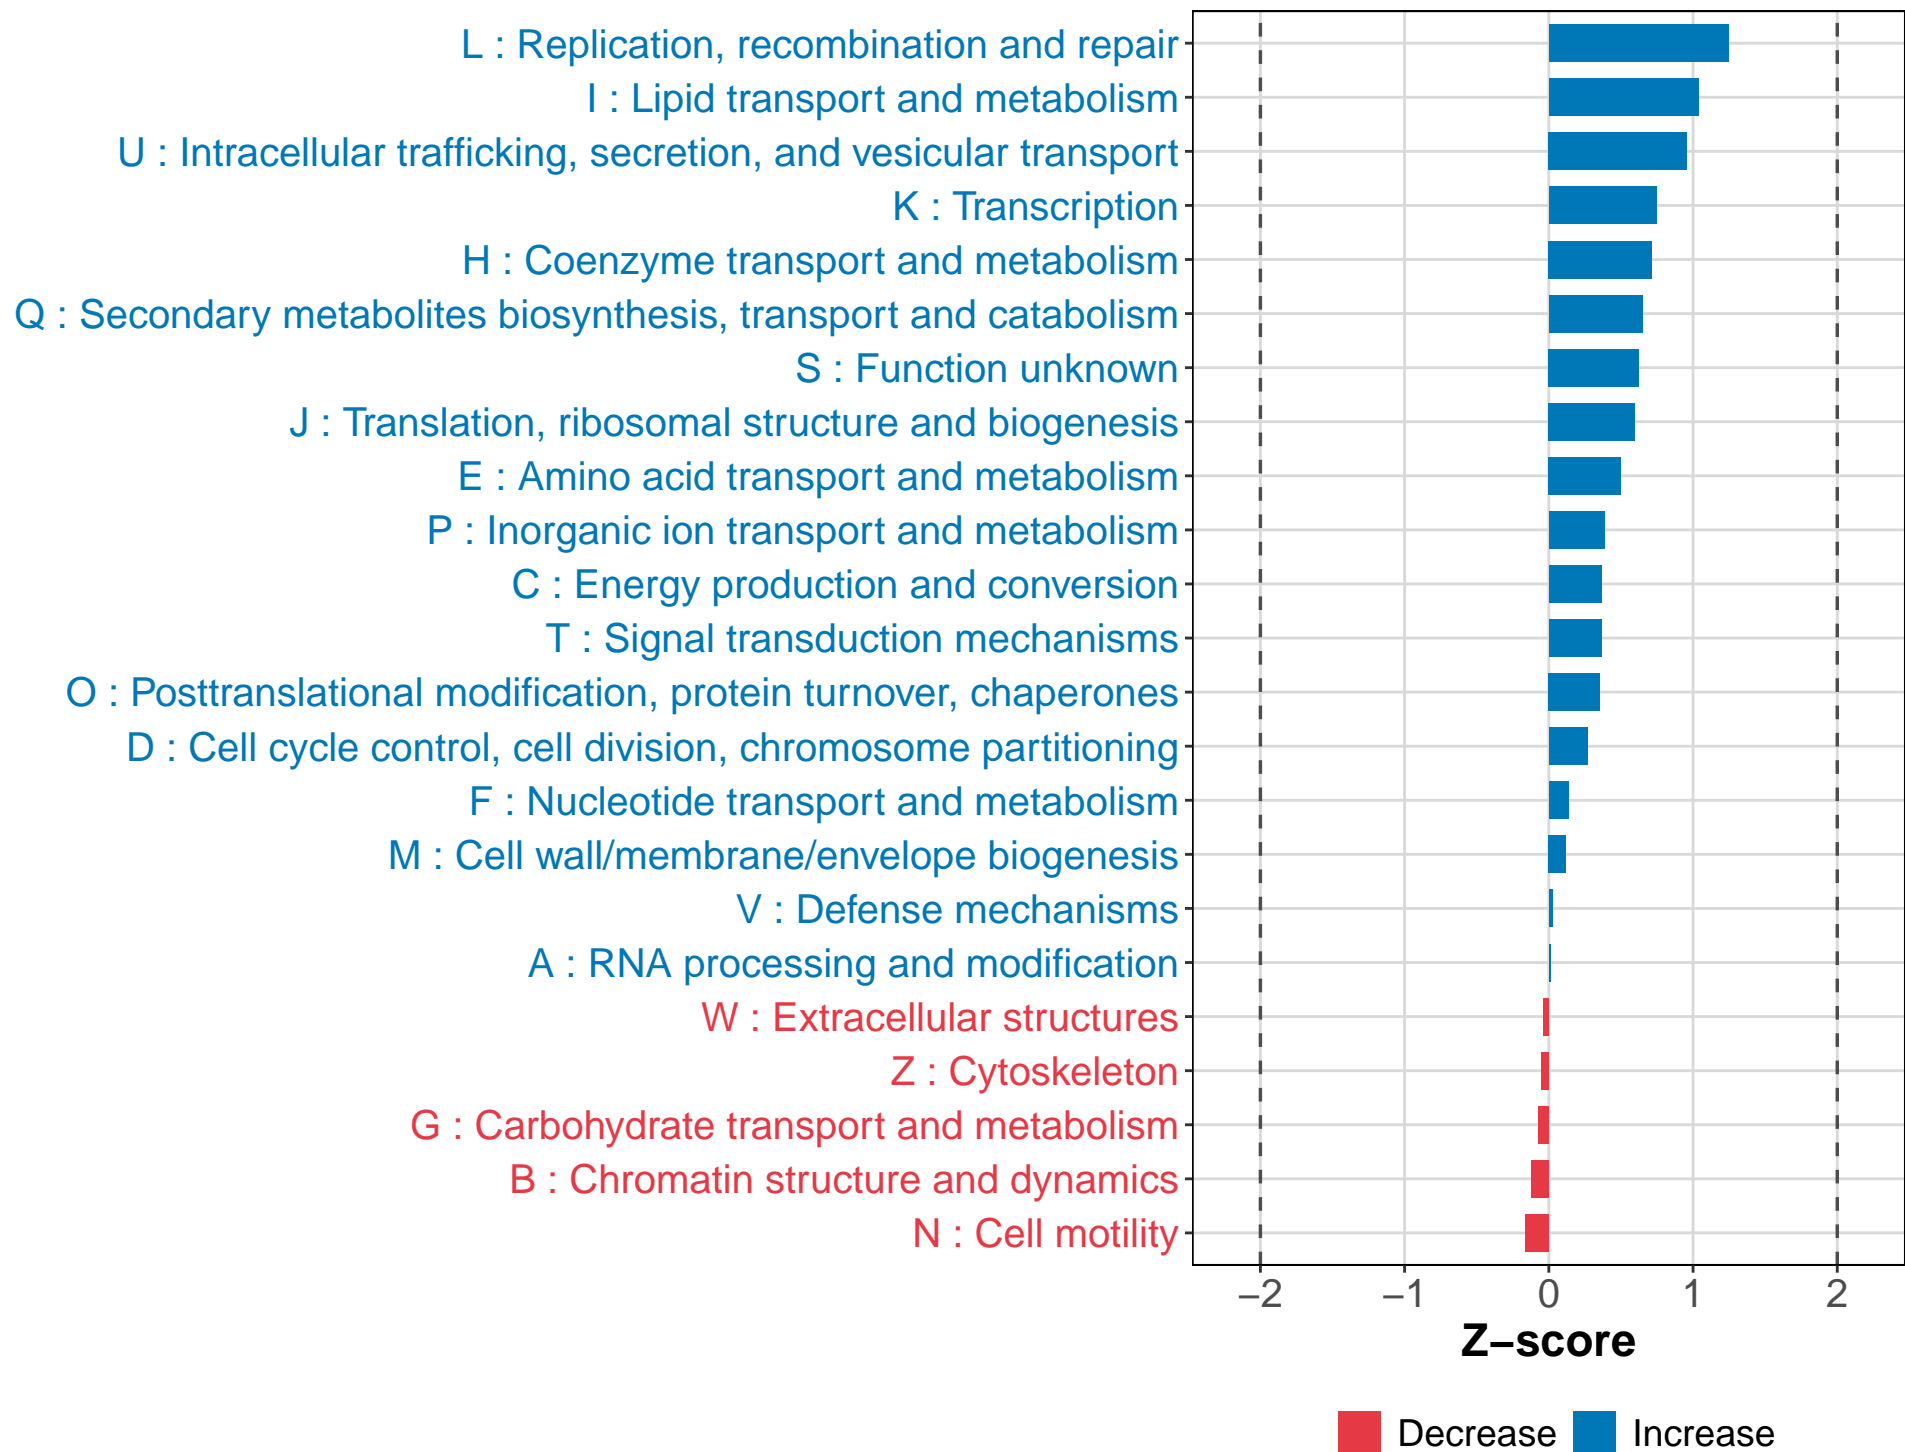 L : Replication, recombination and repair
I : Lipid transport and metabolism
U : Intracellular trafficking, secretion, and vesicular transport
K : Transcription
H : Coenzyme transport and metabolism
Q : Secondary metabolites biosynthesis, transport and catabolism
S : Function unknown
J : Translation, ribosomal structure and biogenesis
E : Amino acid transport and metabolism
P : Inorganic ion transport and metabolism
C : Energy production and conversion
T : Signal transduction mechanisms
O : Posttranslational modification, protein turnover, chaperones
D : Cell cycle control, cell division, chromosome partitioning
F : Nucleotide transport and metabolism
M : Cell wall/membrane/envelope biogenesis
V : Defense mechanisms
A : RNA processing and modification
W : Extracellular structures
Z : Cytoskeleton
G : Carbohydrate transport and metabolism
B : Chromatin structure and dynamics
N : Cell motility
−2 −1 0 1 2
Z−score
Decrease Increase